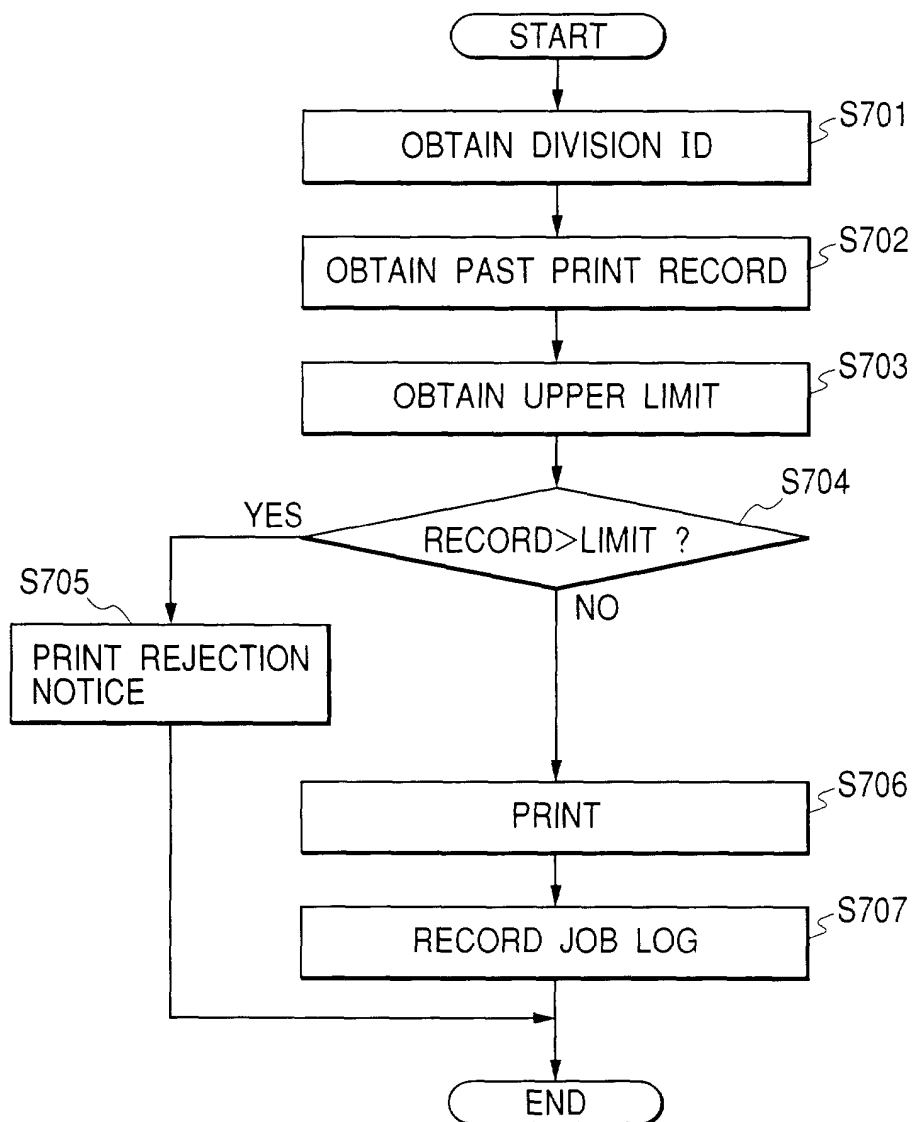 START
S701
OBTAIN DIVISION ID
S702
OBTAIN PAST PRINT RECORD
S703
OBTAIN UPPER LIMIT
S704
YES
RECORD>LIMIT ?
S705
NO
PRINT REJECTION
NOTICE
S706
PRINT
S707
RECORD JOB LOG
END